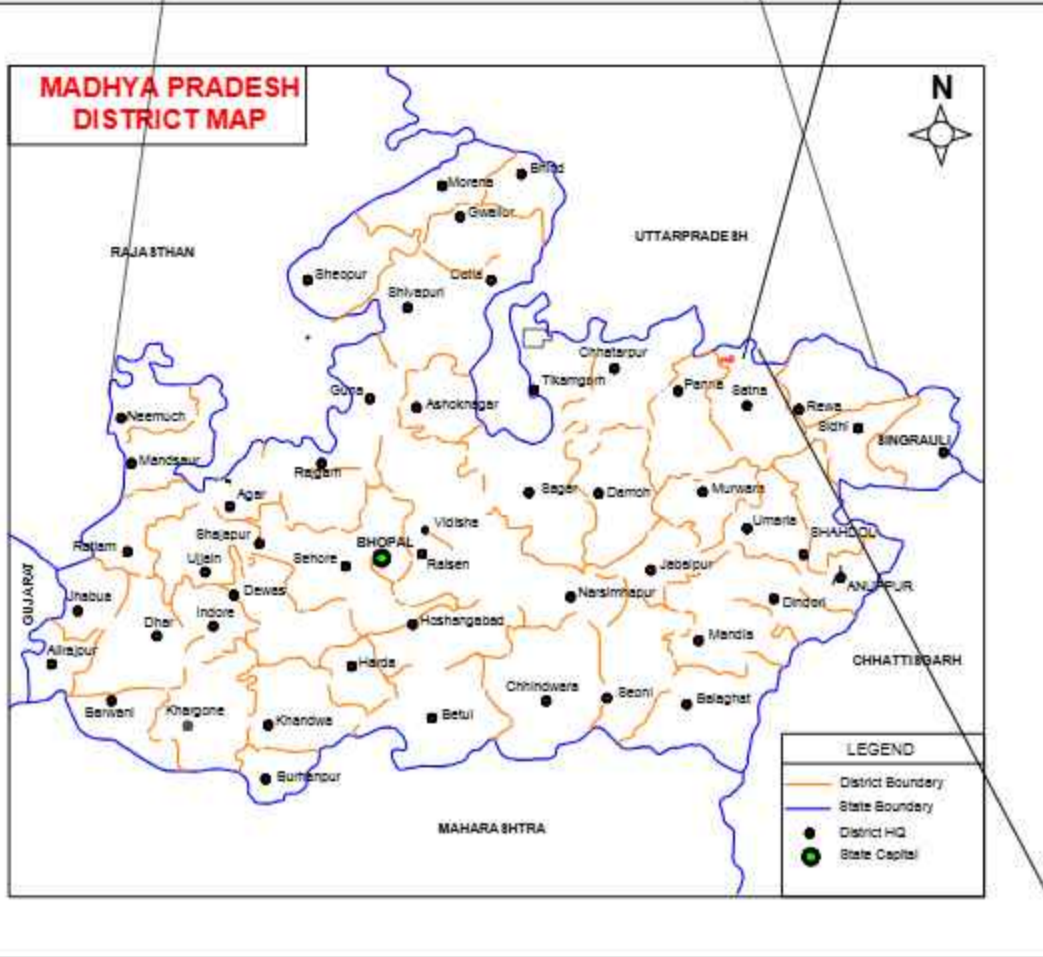 MADHYA PRADESH
DISTRICT MAP
N
Bhind
Morena
Gwalior
UTTARPRADESH
RAJASTHAN
Sheopur
Datia
Shivapuri
Chhatarpur
Guna
Tikamgarh
Panna
Satna
Ashoknagar
Rewa
Neemuch
Sidhi
SINGRAULI
Mandsaur
Rajgarh
Agar
Sagar
Damoh
Murwara
Vidisha
Umaria
Shajapur
BHOPAL
SHAHDOL
Ratlam
Ujjain
Sehore
Raisen
Jabalpur
GUJARAT
Jhabua
Dewas
Narsimhapur
Dindori
ANUPPUR
Dhar
Indore
Hoshangabad
Mandla
Alirajpur
Harda
CHHATTISGARH
Barwani
Khargone
Khandwa
Betul
Chhindwara
Seoni
Balaghat
Burhanpur
MAHARASHTRA
LEGEND
District Boundary
State Boundary
District HQ
State Capital